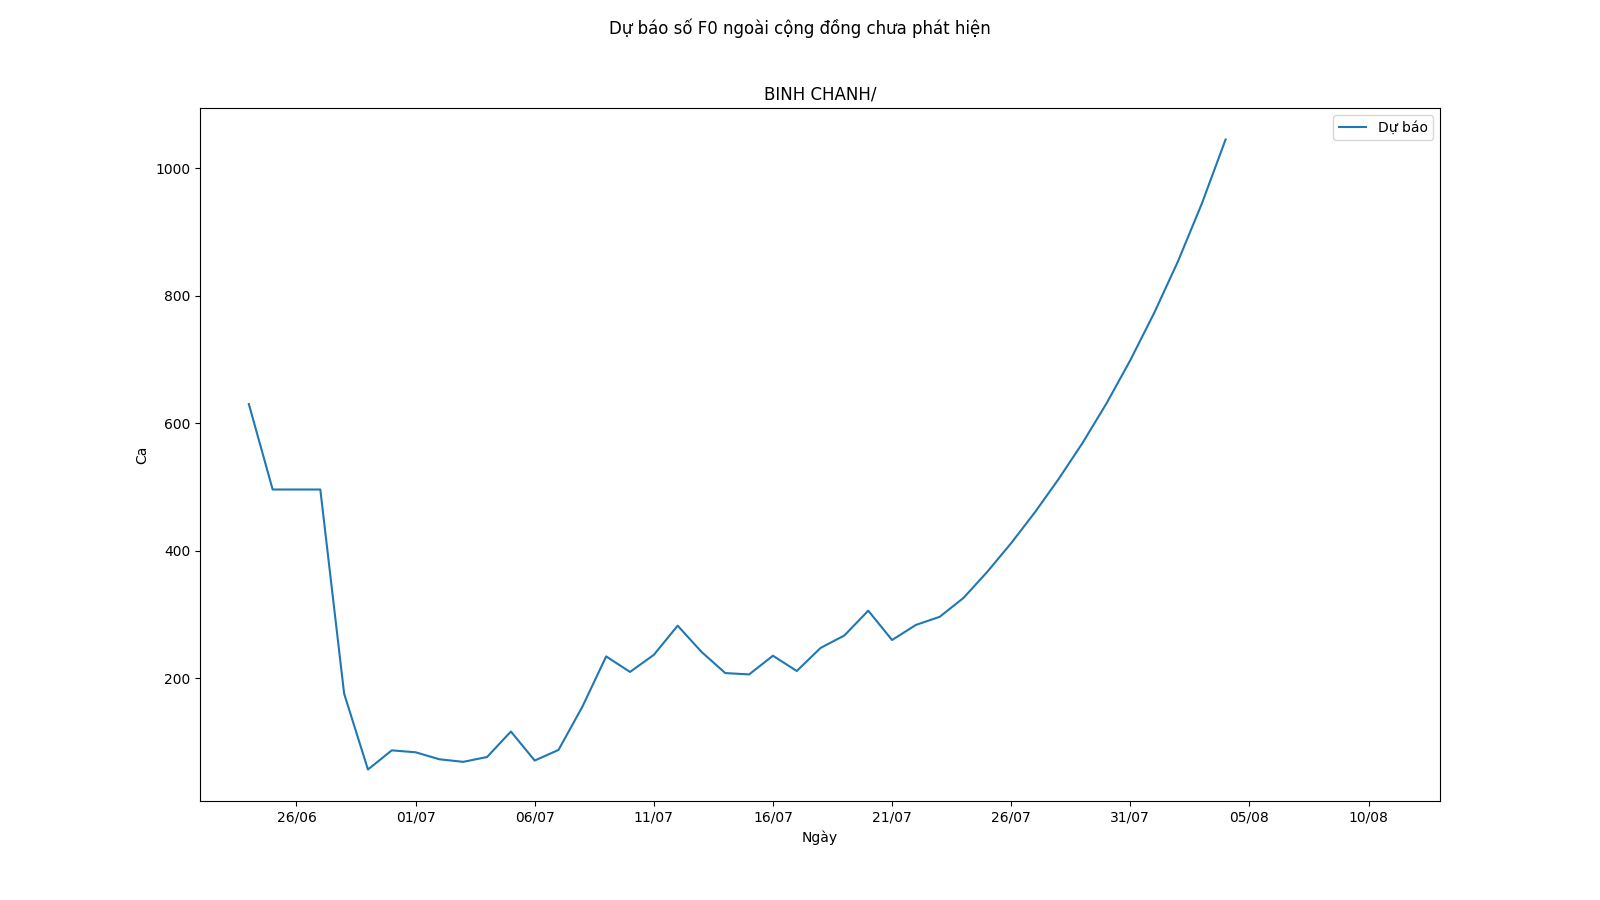 Dự báo số F0 ngoài cộng đồng chưa phát hiện
BINH CHANH/
Dự báo
1000
800
600
400
200
Ca
26/06 01/07 06/07 11/07 16/07 21/07 26/07 31/07 05/08 10/08
Ngày